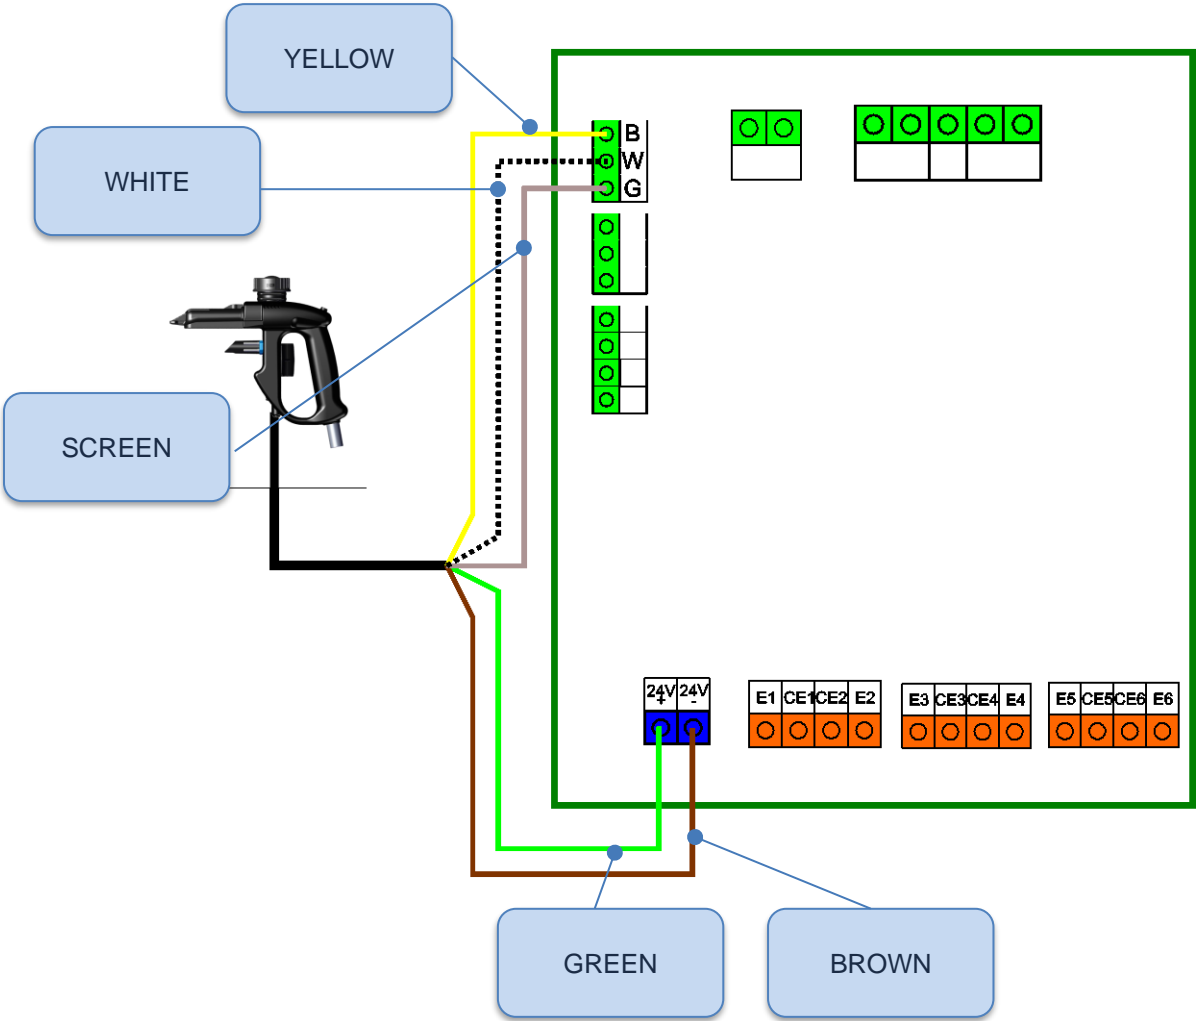 YELLOW
B
WHITE
W
G
SCREEN
24V
+
24V
-
E1 CE1 CE2 E2
E3 CE3 CE4 E4
E5 CE5 CE6 E6
GREEN
BROWN